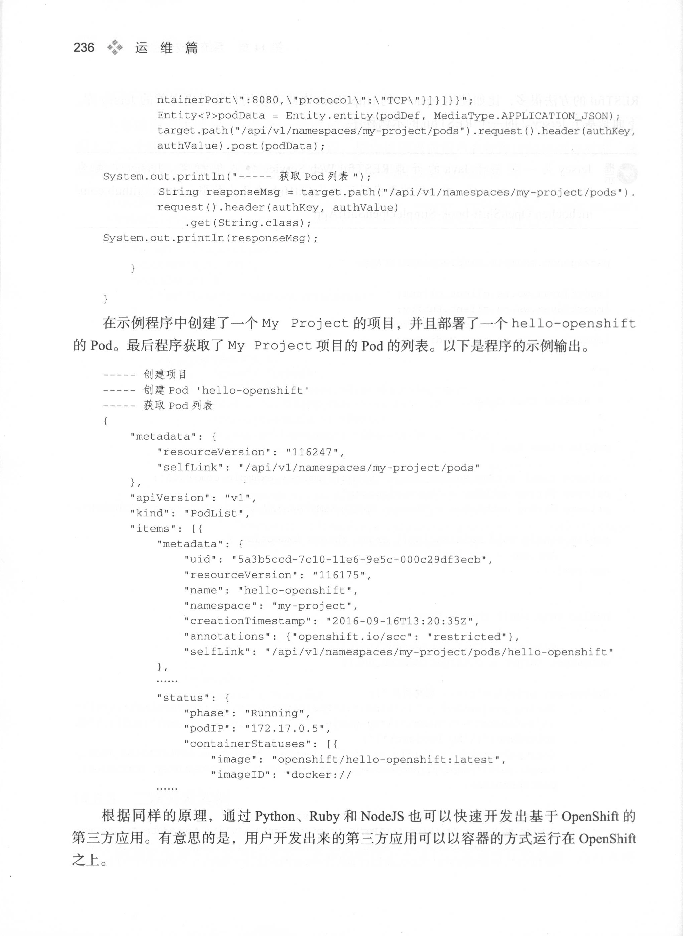 236 运 维 篇
ntainerPort\":8080,\"protocol\":\"TCP\"}]}]}}";
Entity<?>podData = Entity.entity(podDef, MediaType.APPLICATION_JSON);
target.path("/api/v1/namespaces/my-project/pods").request().header(authKey,
authValue).post(podData);
System.out.println("----- 获取 Pod 列表 ");
String responseMsg = target.path("/api/v1/namespaces/my-project/pods").
request().header(authKey, authValue)
.get(String.class);
System.out.println(responseMsg);
}
}
在示例程序中创建了一个 My Project 的项目，并且部署了一个 hello-openshift
的 Pod。最后程序获取了 My Project 项目的 Pod 的列表。以下是程序的示例输出。
----- 创建项目
----- 创建 Pod 'hello-openshift'
----- 获取 Pod 列表
{
"metadata": {
"resourceVersion": "116247",
"selfLink": "/api/v1/namespaces/my-project/pods"
},
"apiVersion": "v1",
"kind": "PodList",
"items": [{
"metadata": {
"uid": "5a3b5ccd-7c10-11e6-9e5c-000c29df3ecb",
"resourceVersion": "116175",
"name": "hello-openshift",
"namespace": "my-project",
"creationTimestamp": "2016-09-16T13:20:35Z",
"annotations": {"openshift.io/scc": "restricted"},
"selfLink": "/api/v1/namespaces/my-project/pods/hello-openshift"
},
……
"status": {
"phase": "Running",
"podIP": "172.17.0.5",
"containerStatuses": [{
"image": "openshift/hello-openshift:latest",
"imageID": "docker://
……
根据同样的原理，通过 Python、Ruby 和 NodeJS 也可以快速开发出基于 OpenShift 的
第三方应用。有意思的是，用户开发出来的第三方应用可以以容器的方式运行在 OpenShift
之上。